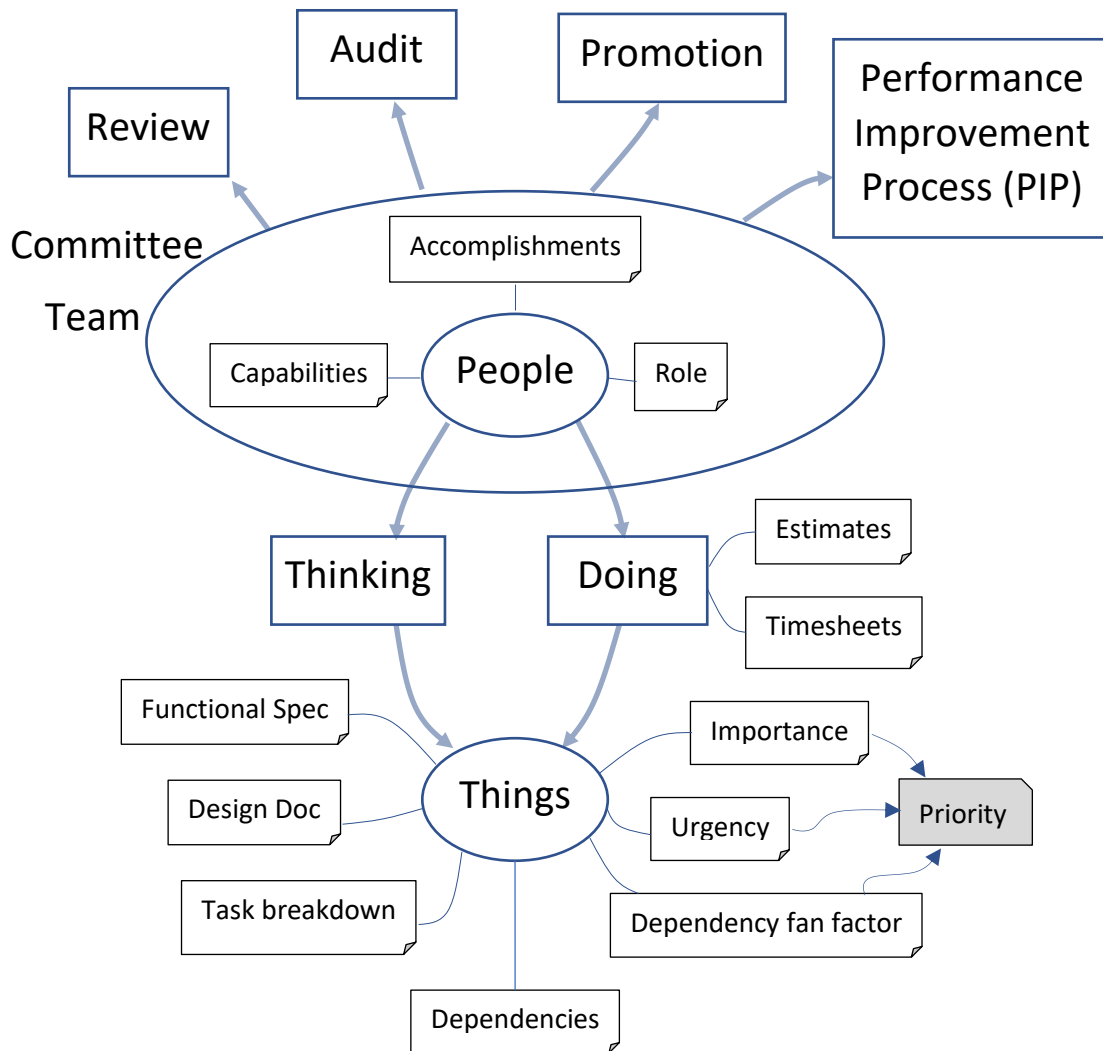 Audit
Promotion
Performance
Improvement
Process (PIP)
Review
Committee
Team
Accomplishments
Capabilities
People
Role
Thinking
Doing
Estimates
Timesheets
Functional Spec
Design Doc
Task breakdown
Things
Importance
Urgency
Priority
Dependency fan factor
Dependencies